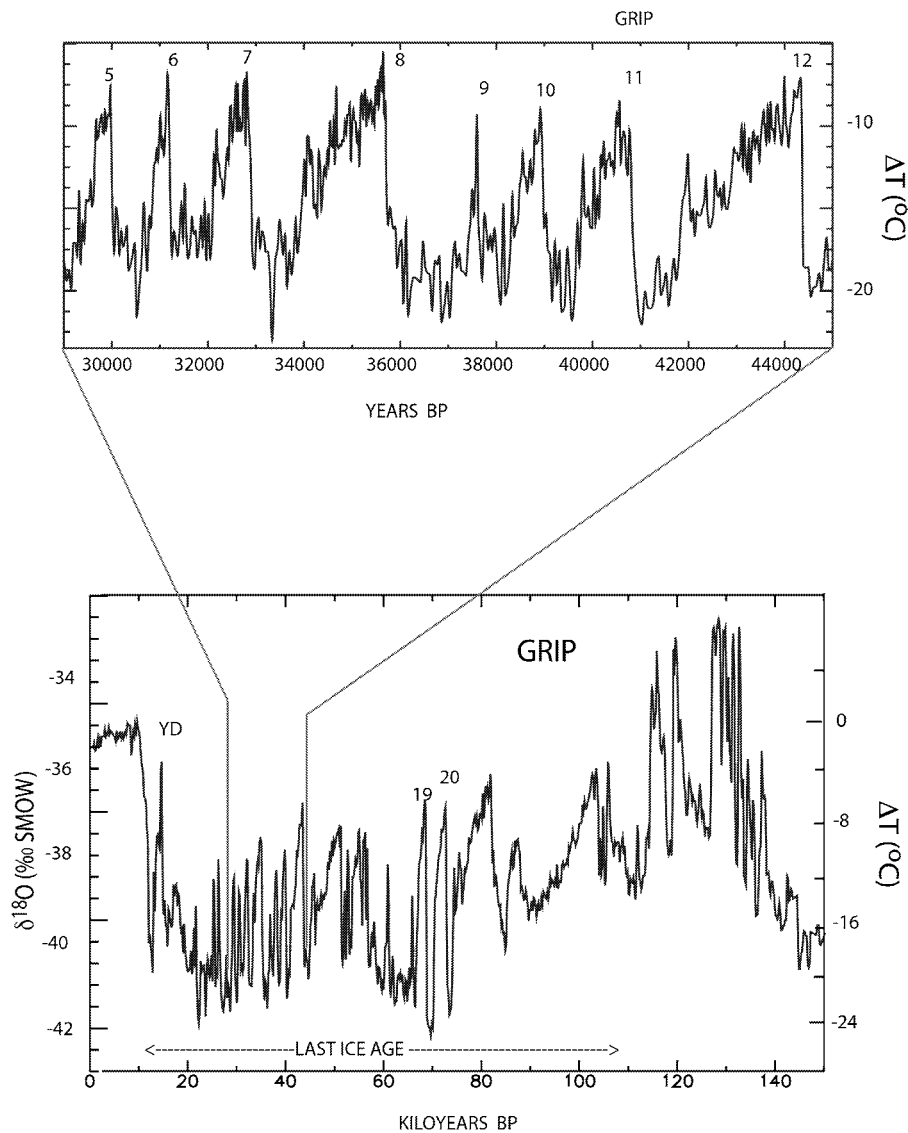 GRIP
5 6 7 8 9 10 11 12
-10
-20
ΔT (°C)
30000 32000 34000 36000 38000 40000 42000 44000
YEARS BP
GRIP
YD
19 20
-34
-36
-38
-40
-42
δ¹⁸O (‰ SMOW)
0
-8
-16
-24
ΔT (°C)
LAST ICE AGE
0 20 40 60 80 100 120 140
KILOYEARS BP